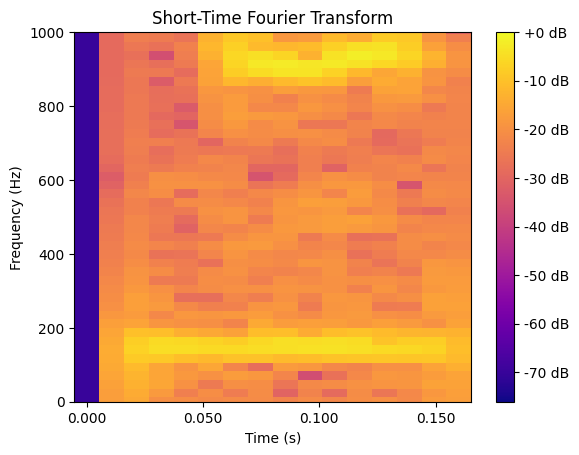 Short-Time Fourier Transform
1000
800
600
400
200
0
Frequency (Hz)
0.000
0.050
0.100
0.150
Time (s)
+0 dB
-10 dB
-20 dB
-30 dB
-40 dB
-50 dB
-60 dB
-70 dB